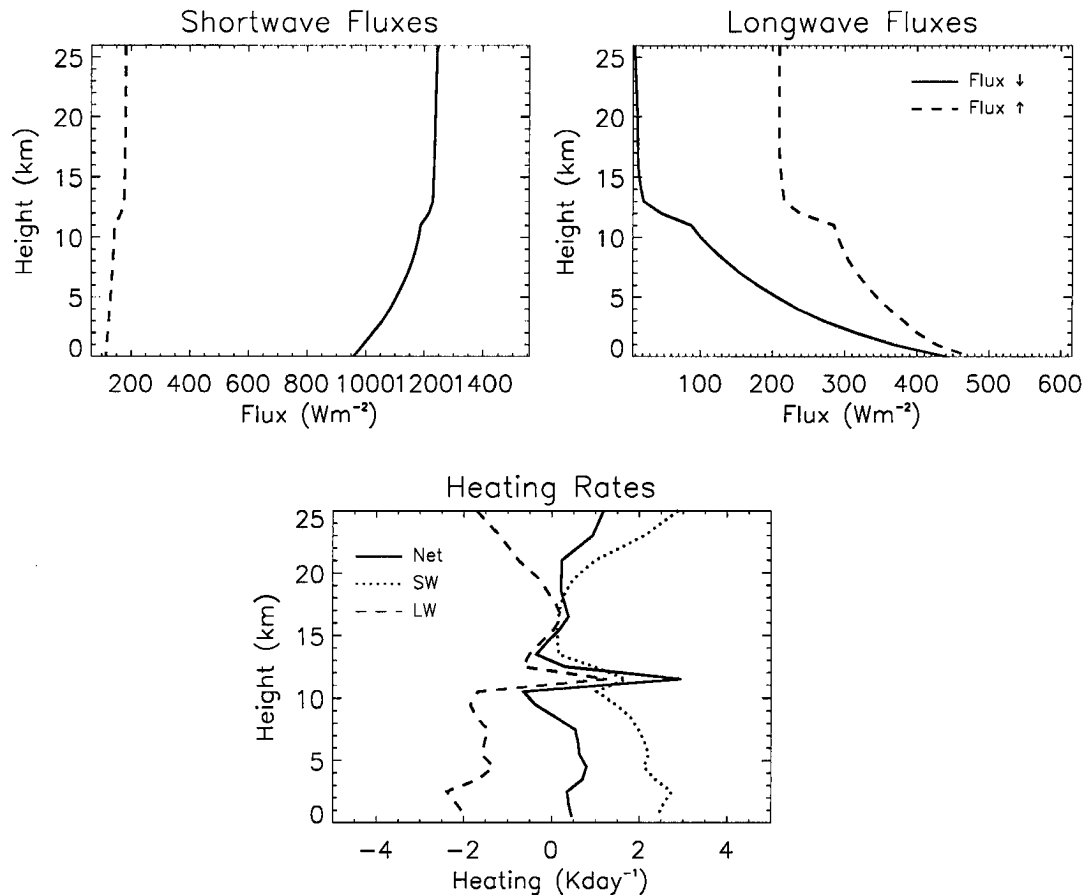 Shortwave Fluxes
Height (km)
25
20
15
10
5
0
200 400 600 800 1000 1200 1400
Flux (Wm⁻²)
Longwave Fluxes
Flux ↓
Flux ↑
Height (km)
25
20
15
10
5
0
100 200 300 400 500 600
Flux (Wm⁻²)
Heating Rates
Net
SW
LW
Height (km)
25
20
15
10
5
0
−4 −2 0 2 4
Heating (Kday⁻¹)